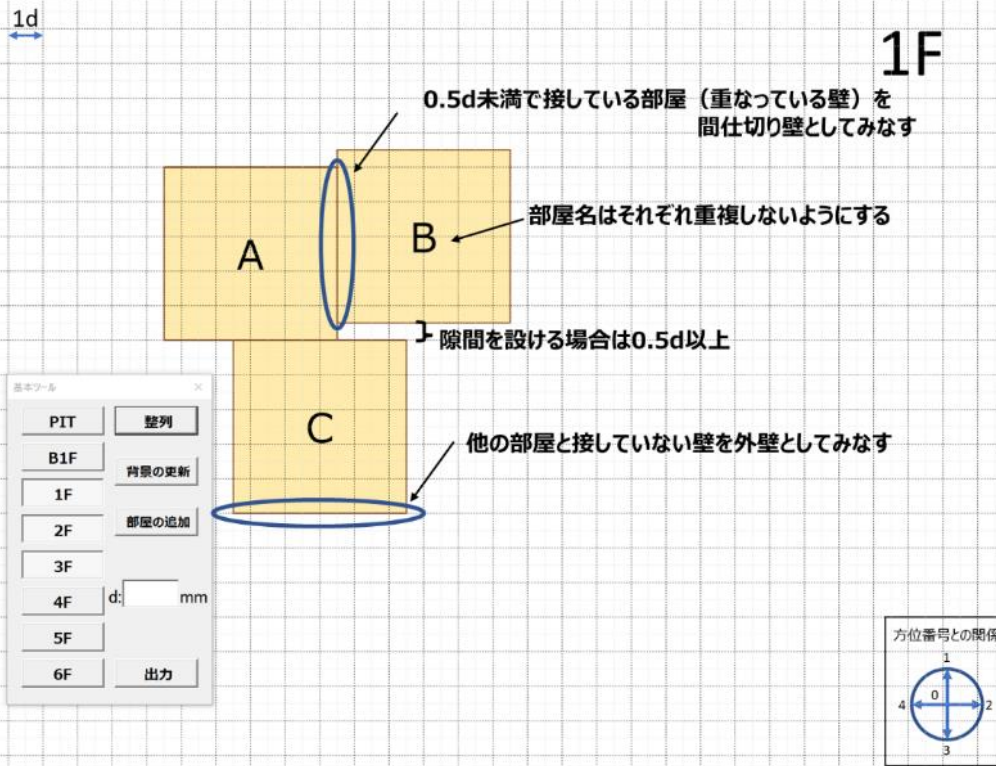 1d
1F
0.5d未満で接している部屋（重なっている壁）を
間仕切り壁としてみなす
部屋名はそれぞれ重複しないようにする
A
B
隙間を設ける場合は0.5d以上
C
他の部屋と接していない壁を外壁としてみなす
基本ツール
×
PIT
整列
B1F
背景の更新
1F
2F
部屋の追加
3F
4F
d:
mm
5F
6F
出力
方位番号との関係
1
0
4
2
3